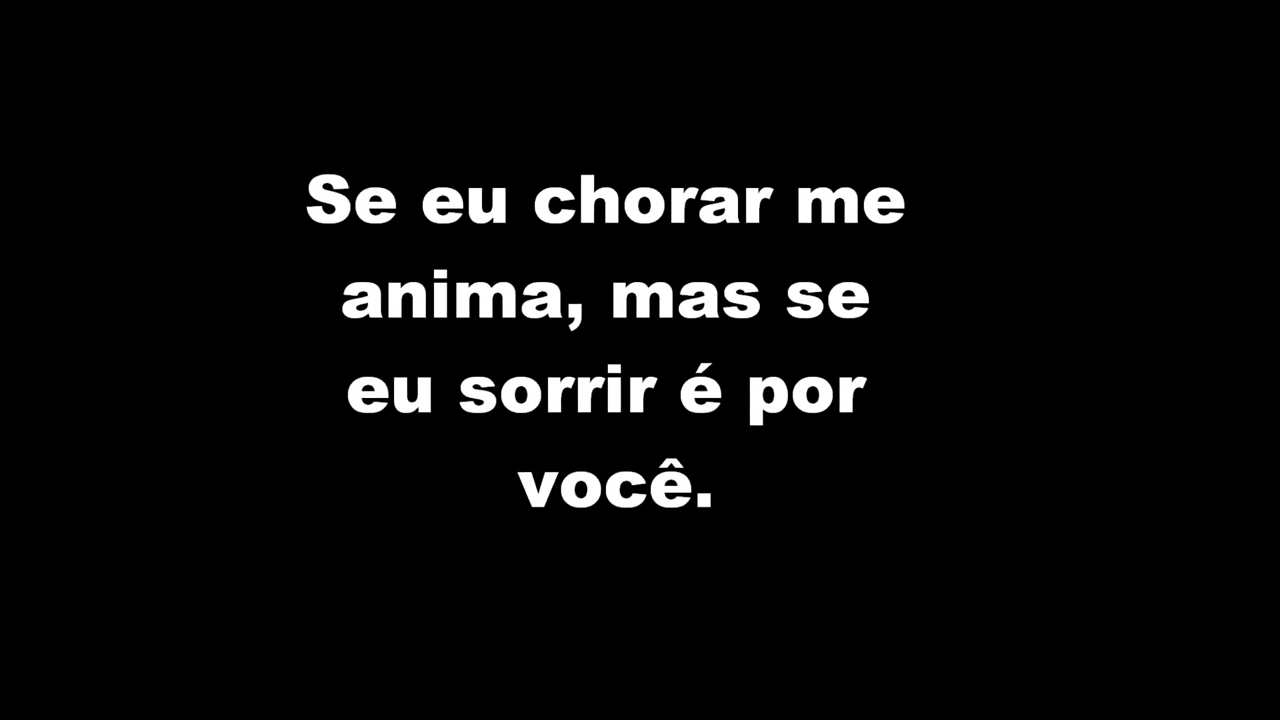 Se eu chorar me
anima, mas se
eu sorrir é por
você.